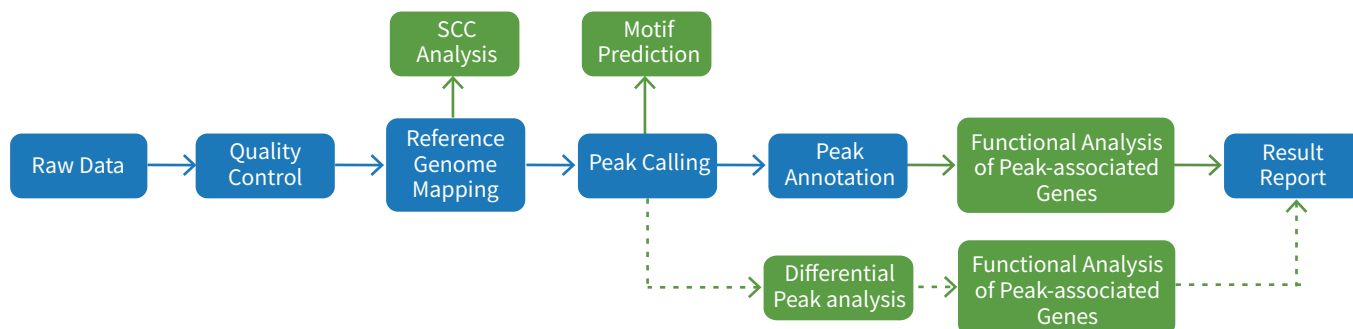 SCC
Analysis
Motif
Prediction
Raw Data
Quality
Control
Reference
Genome
Mapping
Peak Calling
Peak
Annotation
Functional Analysis
of Peak-associated
Genes
Result
Report
Differential
Peak analysis
Functional Analysis
of Peak-associated
Genes